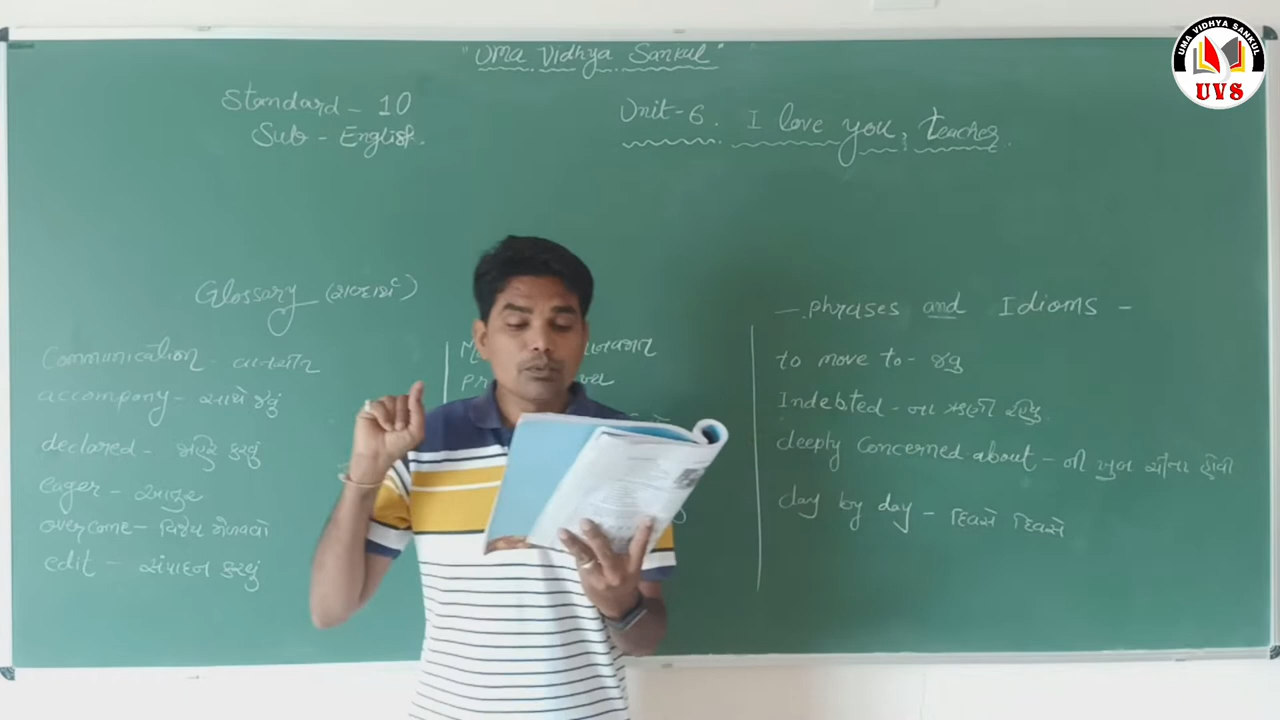 "Uma Vidhya Sankul"
UMA VIDHYA SANKUL
UVS
Standard - 10
Sub - English.
Unit-6. I love you, teacher.
Glossary (શબ્દાર્થ)
Communication - વાતચીત
accompony - સાથે જવું
declared - જાહેર કરવું
eager - આતુર
overcome - વિજય મેળવવો
edit - સંપાદન કરવું
- Phrases and Idioms -
to move to - જવું
Indebted - ના ઋણી રહેવું.
deeply Concerned about - ની ખુબ ચીંતા હોવી
day by day - દિવસે દિવસે